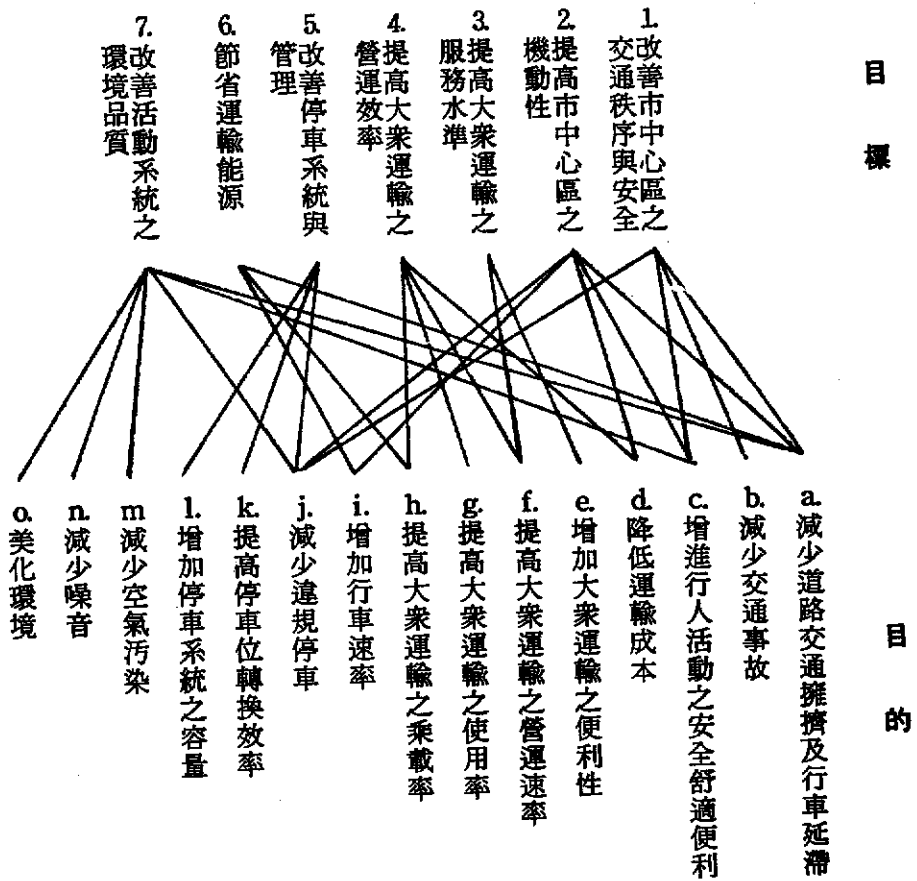 目標
1. 改善市中心區之
交通秩序與安全
2. 提高市中心區之
機動性
3. 提高大衆運輸之
服務水準
4. 提高大衆運輸之
營運效率
5. 改善停車系統與
管理
6. 節省運輸能源
7. 改善活動系統之
環境品質
目的
a. 減少道路交通擁擠及行車延滯
b. 減少交通事故
c. 增進行人活動之安全舒適便利
d. 降低運輸成本
e. 增加大衆運輸之便利性
f. 提高大衆運輸之營運速率
g. 提高大衆運輸之使用率
h. 提高大衆運輸之乘載率
i. 增加行車速率
j. 減少違規停車
k. 提高停車位轉換效率
l. 增加停車系統之容量
m 減少空氣汚染
n. 減少噪音
o. 美化環境